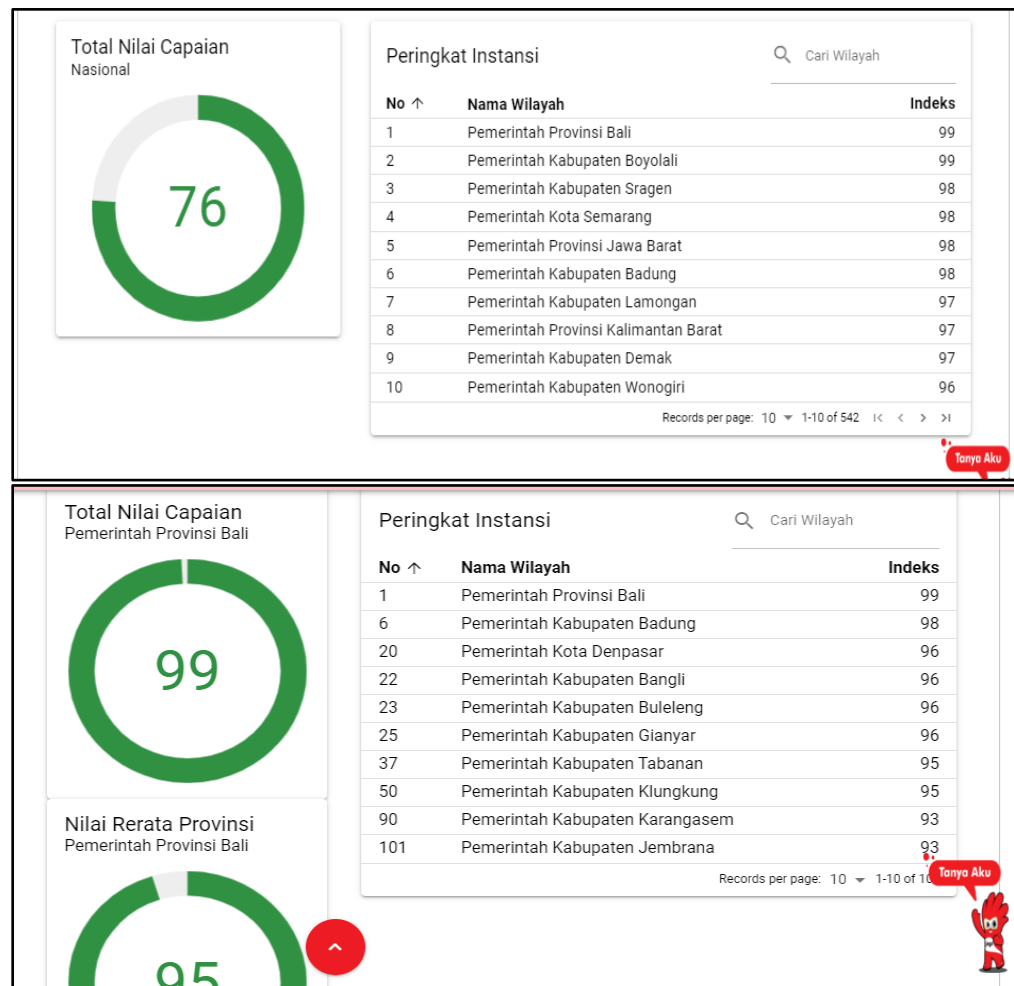 Total Nilai Capaian
Nasional
76
Peringkat Instansi
Cari Wilayah
No ↑ Nama Wilayah Indeks
1 Pemerintah Provinsi Bali 99
2 Pemerintah Kabupaten Boyolali 99
3 Pemerintah Kabupaten Sragen 98
4 Pemerintah Kota Semarang 98
5 Pemerintah Provinsi Jawa Barat 98
6 Pemerintah Kabupaten Badung 98
7 Pemerintah Kabupaten Lamongan 97
8 Pemerintah Provinsi Kalimantan Barat 97
9 Pemerintah Kabupaten Demak 97
10 Pemerintah Kabupaten Wonogiri 96
Records per page: 10 1-10 of 542
Tanya Aku
Total Nilai Capaian
Pemerintah Provinsi Bali
99
Nilai Rerata Provinsi
Pemerintah Provinsi Bali
95
Peringkat Instansi
Cari Wilayah
No ↑ Nama Wilayah Indeks
1 Pemerintah Provinsi Bali 99
6 Pemerintah Kabupaten Badung 98
20 Pemerintah Kota Denpasar 96
22 Pemerintah Kabupaten Bangli 96
23 Pemerintah Kabupaten Buleleng 96
25 Pemerintah Kabupaten Gianyar 96
37 Pemerintah Kabupaten Tabanan 95
50 Pemerintah Kabupaten Klungkung 95
90 Pemerintah Kabupaten Karangasem 93
101 Pemerintah Kabupaten Jembrana 93
Records per page: 10 1-10 of
Tanya Aku